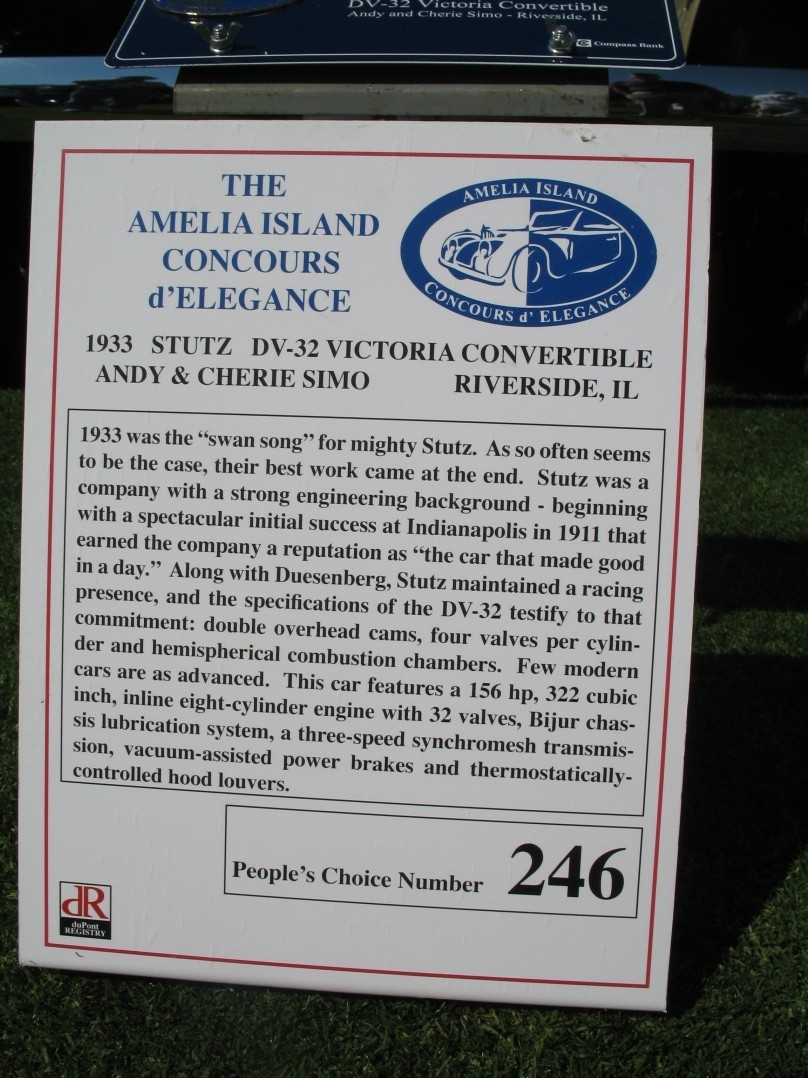 DV-32 Victoria Convertible
Andy and Cherie Simo - Riverside, IL
Compass Bank
THE
AMELIA ISLAND
CONCOURS
d'ELEGANCE
AMELIA ISLAND
CONCOURS d' ELEGANCE
1933 STUTZ DV-32 VICTORIA CONVERTIBLE
ANDY & CHERIE SIMO RIVERSIDE, IL
1933 was the “swan song” for mighty Stutz. As so often seems
to be the case, their best work came at the end. Stutz was a
company with a strong engineering background - beginning
with a spectacular initial success at Indianapolis in 1911 that
earned the company a reputation as “the car that made good
in a day.” Along with Duesenberg, Stutz maintained a racing
presence, and the specifications of the DV-32 testify to that
commitment: double overhead cams, four valves per cylin-
der and hemispherical combustion chambers. Few modern
cars are as advanced. This car features a 156 hp, 322 cubic
inch, inline eight-cylinder engine with 32 valves, Bijur chas-
sis lubrication system, a three-speed synchromesh transmis-
sion, vacuum-assisted power brakes and thermostatically-
controlled hood louvers.
People's Choice Number 246
dR
duPont
REGISTRY